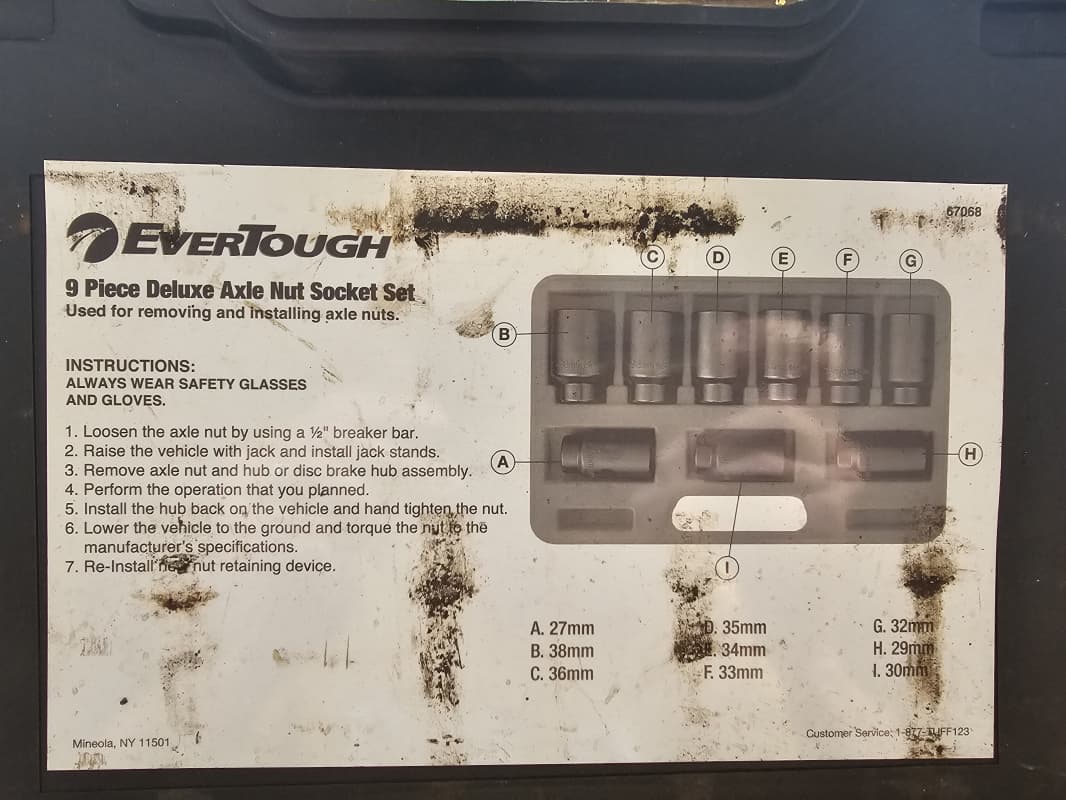 67068
EVERTOUGH
9 Piece Deluxe Axle Nut Socket Set
Used for removing and installing axle nuts.
INSTRUCTIONS:
ALWAYS WEAR SAFETY GLASSES
AND GLOVES.
1. Loosen the axle nut by using a ½" breaker bar.
2. Raise the vehicle with jack and install jack stands.
3. Remove axle nut and hub or disc brake hub assembly.
4. Perform the operation that you planned.
5. Install the hub back on the vehicle and hand tighten the nut.
6. Lower the vehicle to the ground and torque the nut to the
manufacturer's specifications.
7. Re-Install new nut retaining device.
C D E F G
B
A
H
I
A. 27mm
B. 38mm
C. 36mm
D. 35mm
34mm
F. 33mm
G. 32mm
H. 29mm
I. 30mm
Mineola, NY 11501
Customer Service: 1-877-TUFF123